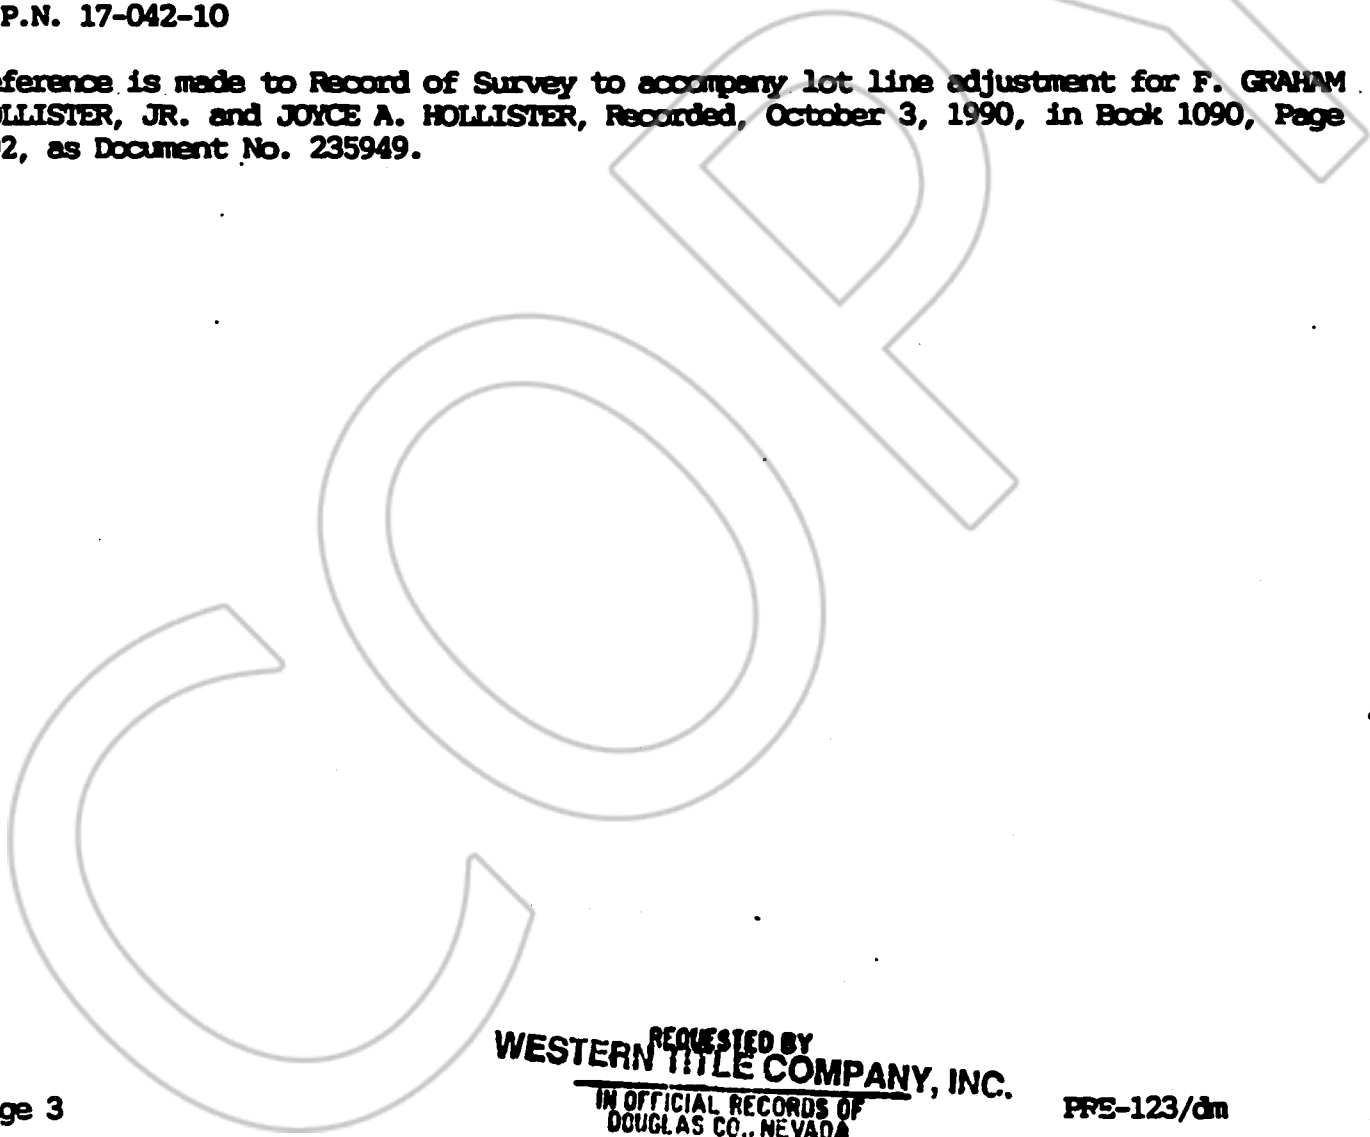 P.N. 17-042-10
ference is made to Record of Survey to accompany lot line adjustment for F. GRAHAM
LLISTER, JR. and JOYCE A. HOLLISTER, Recorded, October 3, 1990, in Book 1090, Page
2, as Document No. 235949.
COPY
REQUESTED BY
WESTERN TITLE COMPANY, INC.
IN OFFICIAL RECORDS OF
DOUGLAS CO., NEVADA
ge 3
PRE-123/dm